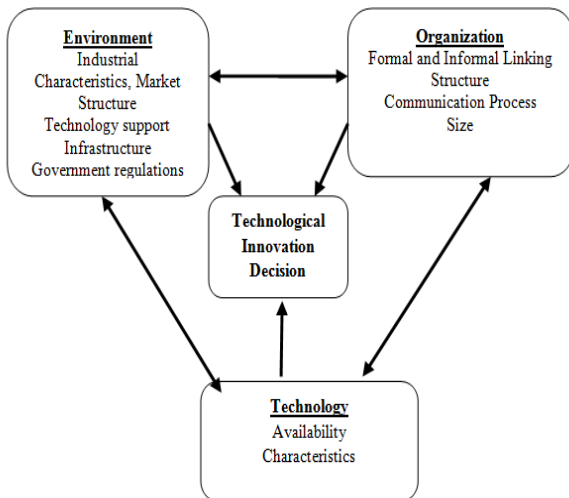 Environment
Industrial
Characteristics, Market
Structure
Technology support
Infrastructure
Government regulations
Organization
Formal and Informal Linking
Structure
Communication Process
Size
Technological
Innovation
Decision
Technology
Availability
Characteristics